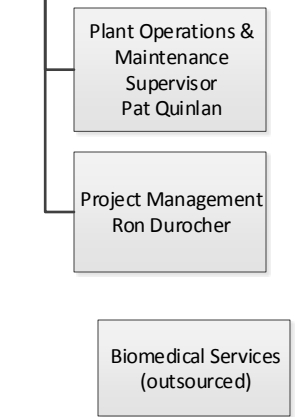 Plant Operations &
Maintenance
Supervisor
Pat Quinlan
Project Management
Ron Durocher
Biomedical Services
(outsourced)